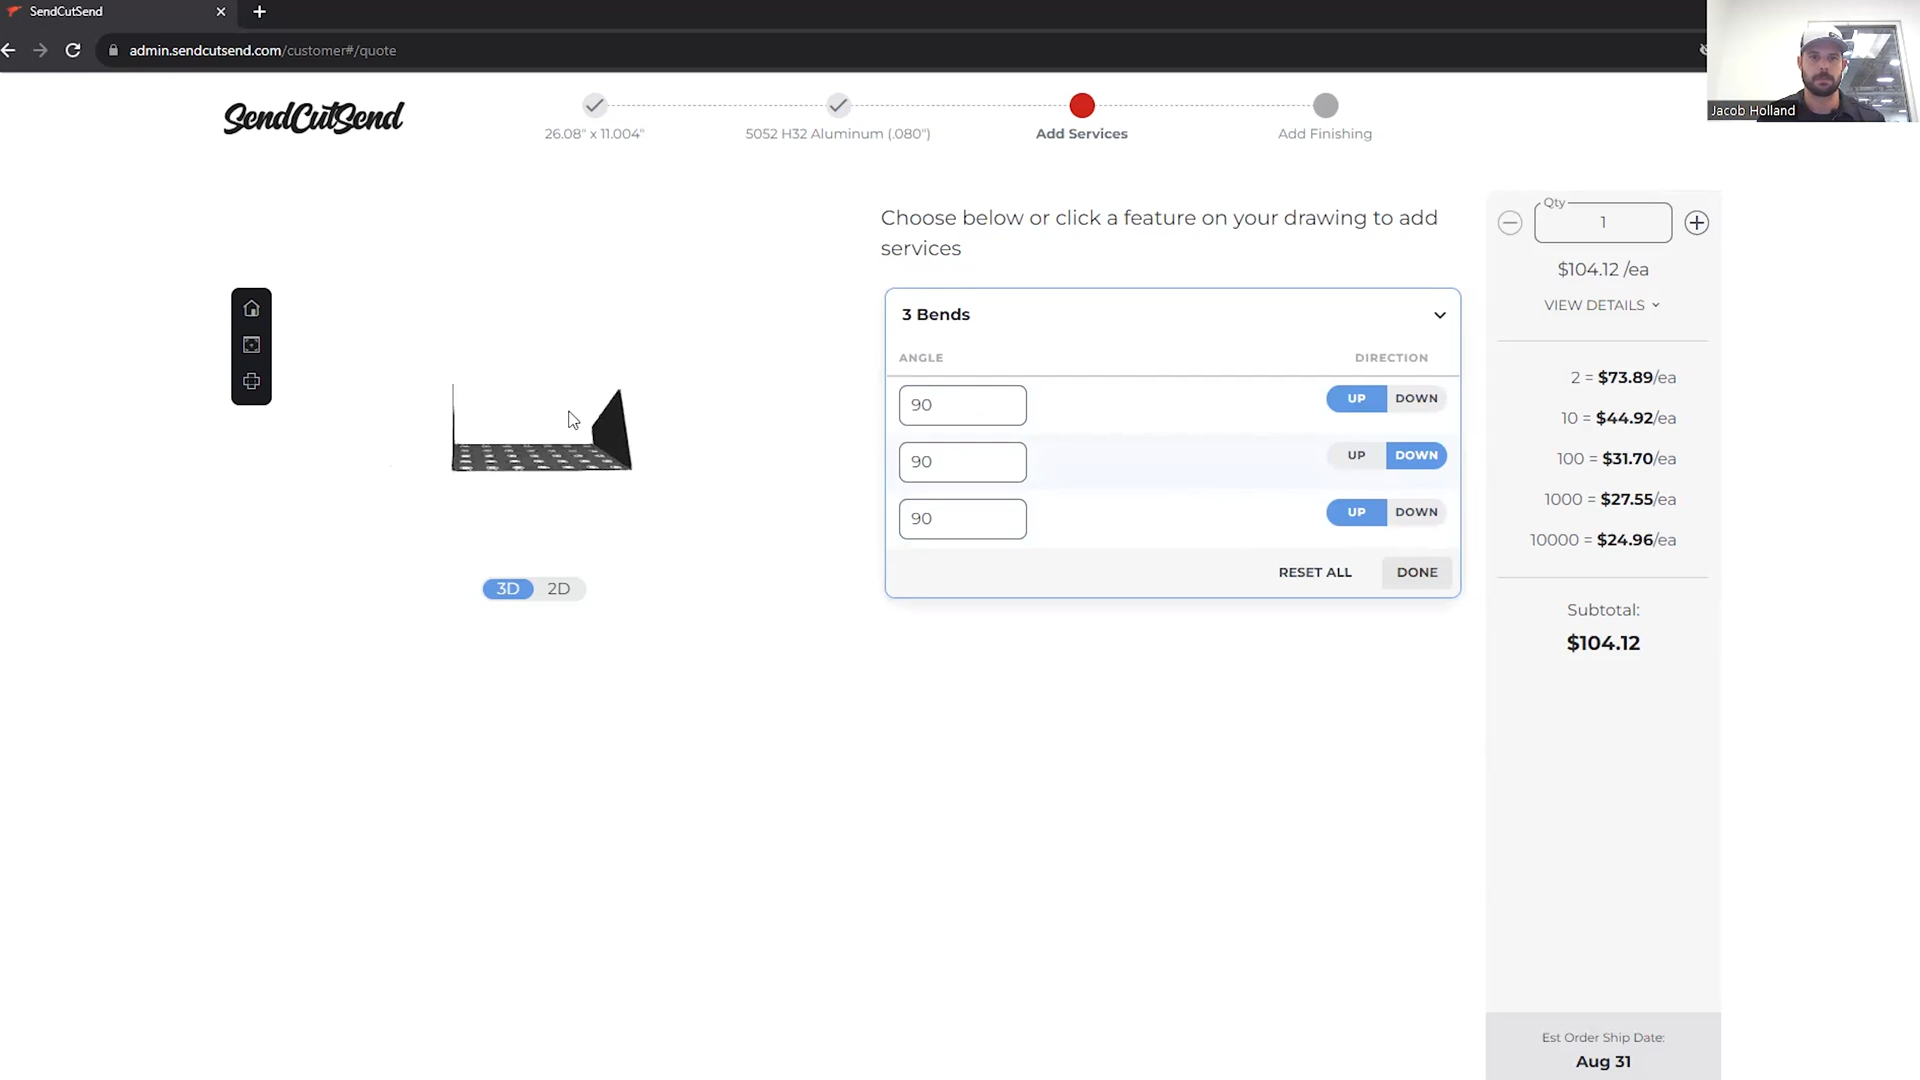 SendCutSend
admin.sendcutsend.com/customer#/quote
Jacob Holland
SendCutSend
26.08" x 11.004"
5052 H32 Aluminum (.080")
Add Services
Add Finishing
Choose below or click a feature on your drawing to add
services
3 Bends
ANGLE
DIRECTION
90
UP
DOWN
90
UP
DOWN
90
UP
DOWN
RESET ALL
DONE
3D
2D
Qty
1
$104.12 /ea
VIEW DETAILS
2 = $73.89/ea
10 = $44.92/ea
100 = $31.70/ea
1000 = $27.55/ea
10000 = $24.96/ea
Subtotal:
$104.12
Est Order Ship Date:
Aug 31